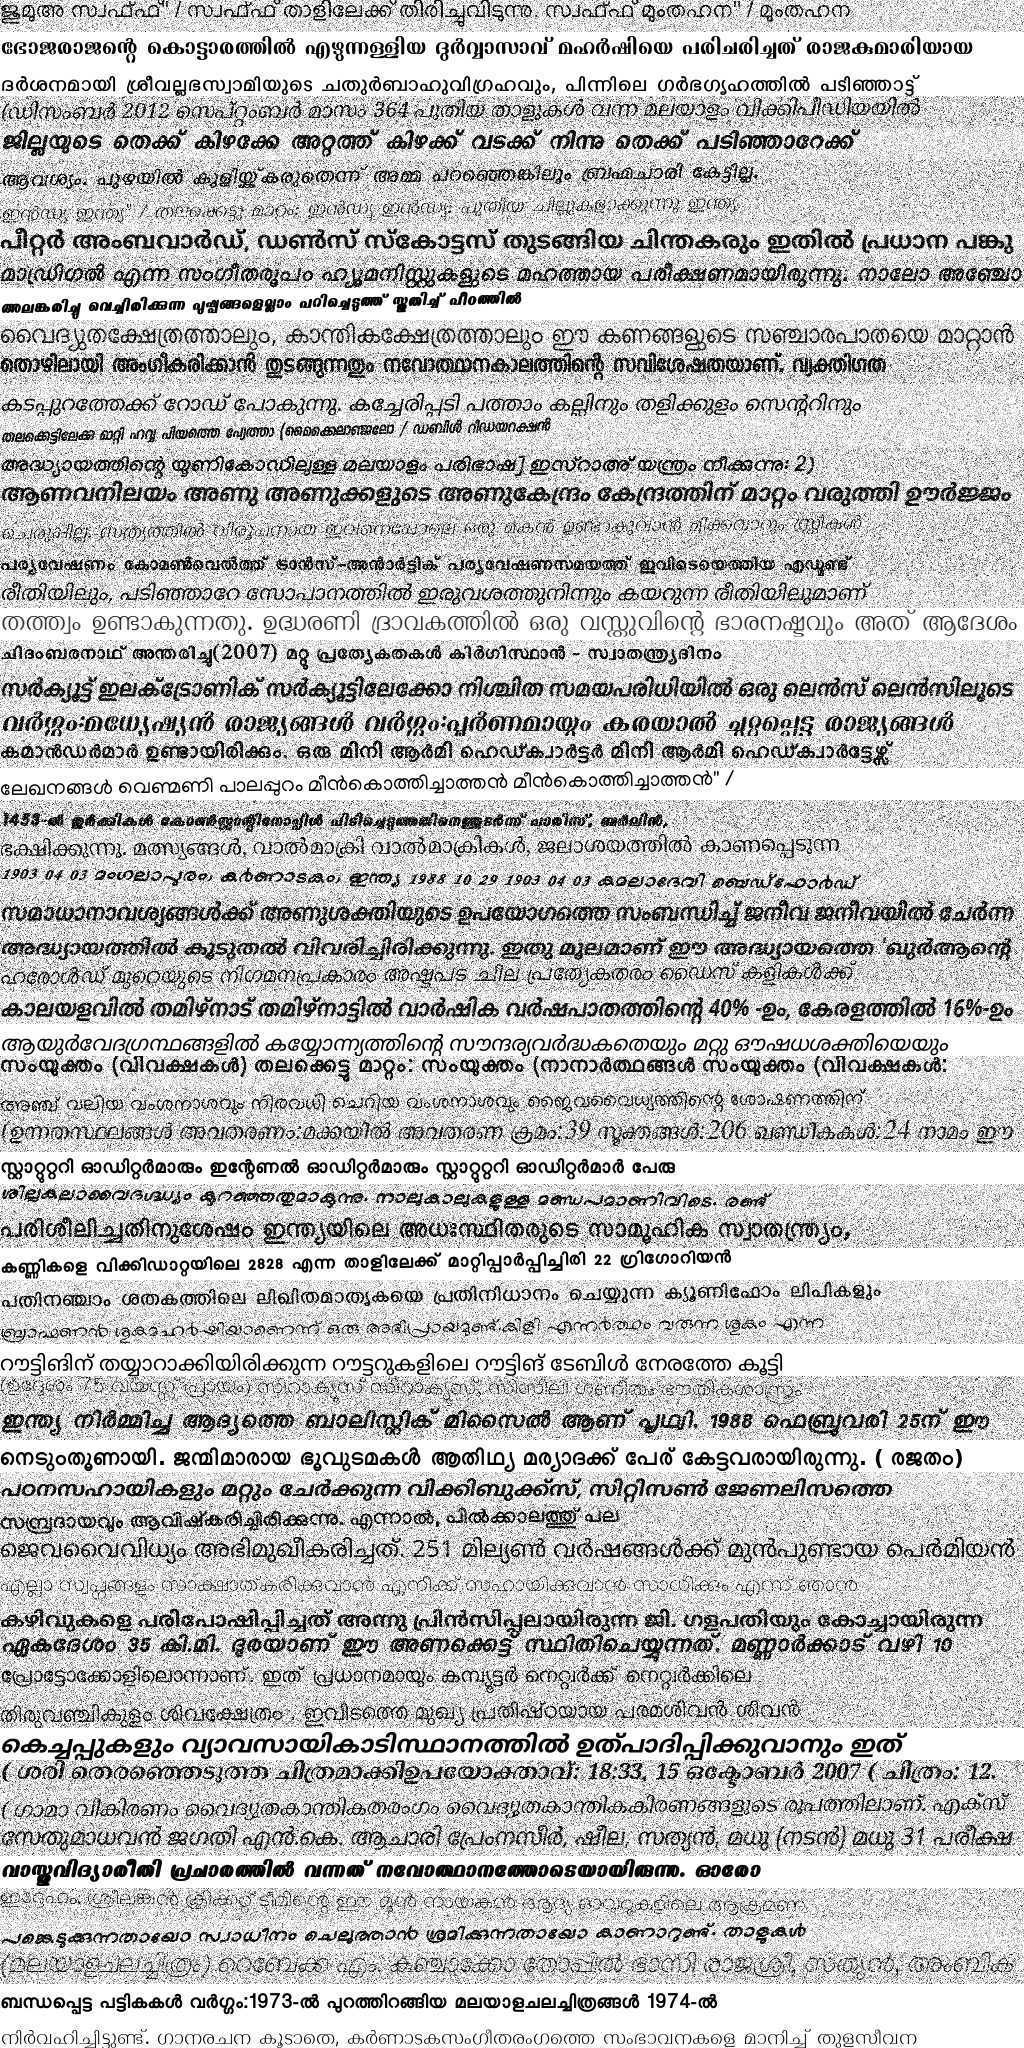 ജുമുഅ സ്വഫ്ഫ്" / സ്വഫ്ഫ് താളിലേക്ക് തിരിച്ചുവിടുന്നു. സ്വഫ്ഫ് മുംതഹന" / മുംതഹന
ഭോജരാജന്റെ കൊട്ടാരത്തിൽ എഴുന്നള്ളിയ ദുർവ്വാസാവ് മഹർഷിയെ പരിചരിച്ചത് രാജകുമാരിയായ
ദർശനമായി ശ്രീവല്ലഭസ്വാമിയുടെ ചതുർബാഹുവിഗ്രഹവും, പിന്നിലെ ഗർഭഗൃഹത്തിൽ പടിഞ്ഞാട്ട്
(ഡിസംബർ 2012 സെപ്റ്റംബർ മാസം 364 പുതിയ താളുകൾ വന്ന മലയാളം വിക്കിപീഡിയയിൽ
ജില്ലയുടെ തെക്ക് കിഴക്കേ അറ്റത്ത് കിഴക്ക് വടക്ക് നിന്നു തെക്ക് പടിഞ്ഞാറേക്ക്
ആവശ്യം. പുഴയിൽ കുളിയ്ക്കരുതെന്ന് അമ്മ പറഞ്ഞെങ്കിലും ബ്രഹ്മചാരി കേട്ടില്ല.
ഇൻഡ്യ ഇന്ത്യ" / തലക്കെട്ടു മാറ്റം: ഇൻഡ്യ ഇൻഡ്യ: പുതിയ ചില്ലുകളാക്കുന്നു ഇന്ത്യ
പീറ്റർ അംബവാർഡ്, ഡൺസ് സ്കോട്ടസ് തുടങ്ങിയ ചിന്തകരും ഇതിൽ പ്രധാന പങ്കു
മാഡ്രിഗൽ എന്ന സംഗീതരൂപം ഹ്യുമനിസ്റ്റുകളുടെ മഹത്തായ പരീക്ഷണമായിരുന്നു. നാലോ അഞ്ചോ
അലങ്കരിച്ചു വെച്ചിരിക്കുന്ന പുഷ്പങ്ങളെല്ലാം പറിച്ചെടുത്ത് സ്തുതിച്ച് പീഠത്തിൽ
വൈദ്യുതക്ഷേത്രത്താലും, കാന്തികക്ഷേത്രത്താലും ഈ കണങ്ങളുടെ സഞ്ചാരപാതയെ മാറ്റാൻ
തൊഴിലായി അംഗീകരിക്കാൻ തുടങ്ങുന്നതും നവോത്ഥനകാലത്തിന്റെ സവിശേഷതയാണ്. വ്യക്തിഗത
കടപ്പുറത്തേക്ക് റോഡ് പോകുന്നു. കച്ചേരിപ്പടി പത്താം കല്ലിനും തളിക്കുളം സെന്ററിനും
തലക്കെട്ടിലേക്കു മാറ്റി ഹവ്വ പിയത്തെ പ്യേത്താ (മൈക്കെലാഞ്ജലോ / ഡബിൾ റീഡയറക്ഷൻ
അദ്ധ്യായത്തിന്റെ യൂണികോഡിലുള്ള മലയാളം പരിഭാഷ] ഇസ്റാഅ് യന്ത്രം നീക്കുന്നു: 2)
ആണവനിലയം അണു അണുക്കളുടെ അണുകേന്ദ്രം കേന്ദ്രത്തിന് മാറ്റം വരുത്തി ഊർജ്ജം
ചെരുപ്പില്ല. സത്യത്തിൽ വിരൂചനായ ഇവനെപ്പോലെ ഒരു മകൻ ഉണ്ടാകുവാൻ മിക്കവാറും സ്ത്രീകൾ
പര്യവേഷണം കോമൺവെൽത്ത് ട്രാൻസ്-അന്റാർട്ടിക് പര്യവേഷണസമയത്ത് ഇവിടെയെത്തിയ എഡ്മണ്ട്
രീതിയിലും, പടിഞ്ഞാറേ സോപാനത്തിൽ ഇരുവശത്തുനിന്നും കയറുന്ന രീതിയിലുമാണ്
തത്ത്വം ഉണ്ടാകുന്നതു. ഉദ്ധരണി ദ്രാവകത്തിൽ ഒരു വസ്തുവിന്റെ ഭാരനഷ്ടവും അത് ആദേശം
ചിദംബരനാഥ് അന്തരിച്ചു(2007) മറ്റു പ്രത്യേകതകൾ കിർഗിസ്ഥാൻ - സ്വാതന്ത്ര്യദിനം
സർക്യൂട്ട് ഇലക്ട്രോണിക് സർക്യൂട്ടിലേക്കോ നിശ്ചിത സമയപരിധിയിൽ ഒരു ലെൻസ് ലെൻസിലൂടെ
വർഗ്ഗം:മധ്യേഷ്യൻ രാജ്യങ്ങൾ വർഗ്ഗം:പൂർണമായും കരയാൽ ചുറ്റപ്പെട്ട രാജ്യങ്ങൾ
കമാൻഡർമാർ ഉണ്ടായിരിക്കും. ഒരു മിനി ആർമി ഹെഡ്ക്വാർട്ടർ മിനി ആർമി ഹെഡ്ക്വാർട്ടേഴ്സ്
ലേഖനങ്ങൾ വെണ്മണി പാലപ്പുറം മീൻകൊത്തിച്ചാത്തൻ മീൻകൊത്തിച്ചാത്തൻ" /
1453-ൽ തുർക്കികൾ കോൺസ്റ്റാന്റിനോപ്പിൾ പിടിച്ചെടുത്തതിനെത്തുടർന്ന് പാരിസ്, ബർലിൻ,
ഭക്ഷിക്കുന്നു. മത്സ്യങ്ങൾ, വാൽമാക്രി വാൽമാക്രികൾ, ജലാശയത്തിൽ കാണപ്പെടുന്ന
1903 04 03 മംഗലാപുരം, കർണാടകം, ഇന്ത്യ 1988 10 29 1903 04 03 കമലാദേവി ബെഡ്ഫോർഡ്
സമാധാനാവശ്യങ്ങൾക്ക് അണുശക്തിയുടെ ഉപയോഗത്തെ സംബന്ധിച്ച് ജനീവ ജനീവയിൽ ചേർന്ന
അദ്ധ്യായത്തിൽ കൂടുതൽ വിവരിച്ചിരിക്കുന്നു. ഇതു മൂലമാണ് ഈ അദ്ധ്യായത്തെ 'ഖുർആന്റെ
ഹരോൾഡ് മുറെയുടെ നിഗമനപ്രകാരം അഷ്ടപട ചില പ്രത്യേകതരം ഡൈസ് കളികൾക്ക്
കാലയളവിൽ തമിഴ്നാട് തമിഴ്നാട്ടിൽ വാർഷിക വർഷപാതത്തിന്റെ 40% -ഉം, കേരളത്തിൽ 16%-ഉം
ആയുർവേദഗ്രന്ഥങ്ങളിൽ കയ്യോന്യത്തിന്റെ സൗന്ദര്യവർദ്ധകതെയും മറ്റു ഔഷധശക്തിയെയും
സംയുക്തം (വിവക്ഷകൾ) തലക്കെട്ടു മാറ്റം: സംയുക്തം (നാനാർത്ഥങ്ങൾ സംയുക്തം (വിവക്ഷകൾ:
അഞ്ച് വലിയ വംശനാശവും നിരവധി ചെറിയ വംശനാശവും ജൈവവൈധ്യത്തിന്റെ ശോഷണത്തിന്
(ഉന്നതസ്ഥലങ്ങൾ അവതരണം:മക്കയിൽ അവതരണ ക്രമം:39 സൂക്തങ്ങൾ:206 ഖണ്ഡികകൾ:24 നാമം ഈ
സ്റ്റാറ്റുറ്ററി ഓഡിറ്റർമാരും ഇന്റേണൽ ഓഡിറ്റർമാരും സ്റ്റാറ്റുറ്ററി ഓഡിറ്റർമാർ പേരു
ശില്പകലാവൈദഗ്ദ്ധ്യം കുറഞ്ഞതുമാകുന്നു. നാലുകാലുകളുള്ള മണ്ഡപമാണിവിടെ. രണ്ട്
പരിശീലിച്ചതിനുശേഷം ഇന്ത്യയിലെ അധഃസ്ഥിതരുടെ സാമൂഹിക സ്വാതന്ത്ര്യം,
കണ്ണികളെ വിക്കിഡാറ്റയിലെ 2828 എന്ന താളിലേക്ക് മാറ്റിപ്പാർപ്പിച്ചിരി 22 ഗ്രിഗോറിയൻ
പതിനഞ്ചാം ശതകത്തിലെ ലിഖിതമാതൃകയെ പ്രതിനിധാനം ചെയ്യുന്ന ക്യൂണിഫോം ലിപികളും
ബ്രാഹ്മണൻ ശുകമഹർഷിയാണെന്ന് ഒരു അഭിപ്രായമുണ്ട്.കിളി എന്നർത്ഥം വരുന്ന ശുകം എന്ന
റൗട്ടിങിന് തയ്യാറാക്കിയിരിക്കുന്ന റൗട്ടറുകളിലെ റൗട്ടിങ് ടേബിൾ നേരത്തേ കൂട്ടി
(ഉദ്ദേശം 75 വയസ്സ് പ്രായം) സിറാക്യൂസ് സിറാക്യൂസ്, സിസിലി ഗണിതം ഭൗതികശാസ്ത്രം
ഇന്ത്യ നിർമ്മിച്ച ആദ്യത്തെ ബാലിസ്റ്റിക് മിസൈൽ ആണ് പൃഥ്വി. 1988 ഫെബ്രുവരി 25ന് ഈ
നെടുംതൂണായി. ജന്മിമാരായ ഭൂവുടമകൾ ആതിഥ്യ മര്യാദക്ക് പേര് കേട്ടവരായിരുന്നു. ( രജതം)
പഠനസഹായികളും മറ്റും ചേർക്കുന്ന വിക്കിബുക്ക്സ്, സിറ്റിസൺ ജേണലിസത്തെ
സമ്പ്രദായവും ആവിഷ്കരിച്ചിരിക്കുന്നു. എന്നാൽ, പിൽക്കാലത്തു് പല
ജെവവൈവിധ്യം അഭിമുഖീകരിച്ചത്. 251 മില്യൺ വർഷങ്ങൾക്ക് മുൻപുണ്ടായ പെർമിയൻ
എല്ലാ സ്വപ്നങ്ങളും സാക്ഷാത്കരിക്കുവാൻ എനിക്ക് സഹായിക്കുവാൻ സാധിക്കും എന്ന് ഞാൻ
കഴിവുകളെ പരിപോഷിപ്പിച്ചത് അന്നു പ്രിൻസിപ്പലായിരുന്ന ജി. ഗളപതിയും കോച്ചായിരുന്ന
ഏകദേശം 35 കി.മി. ദൂരയാണ് ഈ അണക്കെട്ട് സ്ഥിതിചെയ്യുന്നത്. മണ്ണാർക്കാട് വഴി 10
പ്രോട്ടോക്കോളിലൊന്നാണ്. ഇത് പ്രധാനമായും കമ്പ്യൂട്ടർ നെറ്റ്വർക്ക് നെറ്റ്വർക്കിലെ
തിരുവഞ്ചികുളം ശിവക്ഷേത്രം . ഇവിടത്തെ മുഖ്യ പ്രതിഷ്ഠയായ പരമശിവൻ ശിവൻ
കെച്ചപ്പുകളും വ്യാവസായികാടിസ്ഥാനത്തിൽ ഉത്പാദിപ്പിക്കുവാനും ഇത്
( ശരി തെരഞ്ഞെടുത്ത ചിത്രമാക്കിഉപയോക്താവ്: 18:33, 15 ഒക്ടോബർ 2007 ( ചിത്രം: 12.
( ഗാമാ വികിരണം വൈദ്യുതകാന്തികതരംഗം വൈദ്യുതകാന്തികകിരണങ്ങളുടെ രൂപത്തിലാണ്. എക്സ്
സേതുമാധവൻ ജഗതി എൻ.കെ. ആചാരി പ്രേംനസീർ, ഷീല, സത്യൻ, മധു (നടൻ) മധു 31 പരീക്ഷ
വാസ്തുവിദ്യാരീതി പ്രചാരത്തിൽ വന്നത് നവോത്ഥാനത്തോടെയായിരുന്നു. ഓരോ
ഇദ്ദേഹം. ശ്രീലങ്കൻ ക്രിക്കറ്റ് ടീമിന്റെ ഈ മുൻ നായകൻ ആദ്യ ഓവറുകളിലെ ആക്രമണ
പങ്കെടുക്കുന്നതായോ സ്വാധീനം ചെലുത്താൻ ശ്രമിക്കുന്നതായോ കാണാറുണ്ട്. താളുകൾ
(മലയാളചലച്ചിത്രം) റെബേക്ക എം. കുഞ്ചാക്കോ തോപ്പിൽ ഭാസി രാജശ്രീ, സത്യൻ, അംബിക
ബന്ധപ്പെട്ട പട്ടികകൾ വർഗ്ഗം:1973-ൽ പുറത്തിറങ്ങിയ മലയാളചലച്ചിത്രങ്ങൾ 1974-ൽ
നിർവഹിച്ചിട്ടുണ്ട്. ഗാനരചന കൂടാതെ, കർണാടകസംഗീതരംഗത്തെ സംഭാവനകളെ മാനിച്ച് തുളസീവന